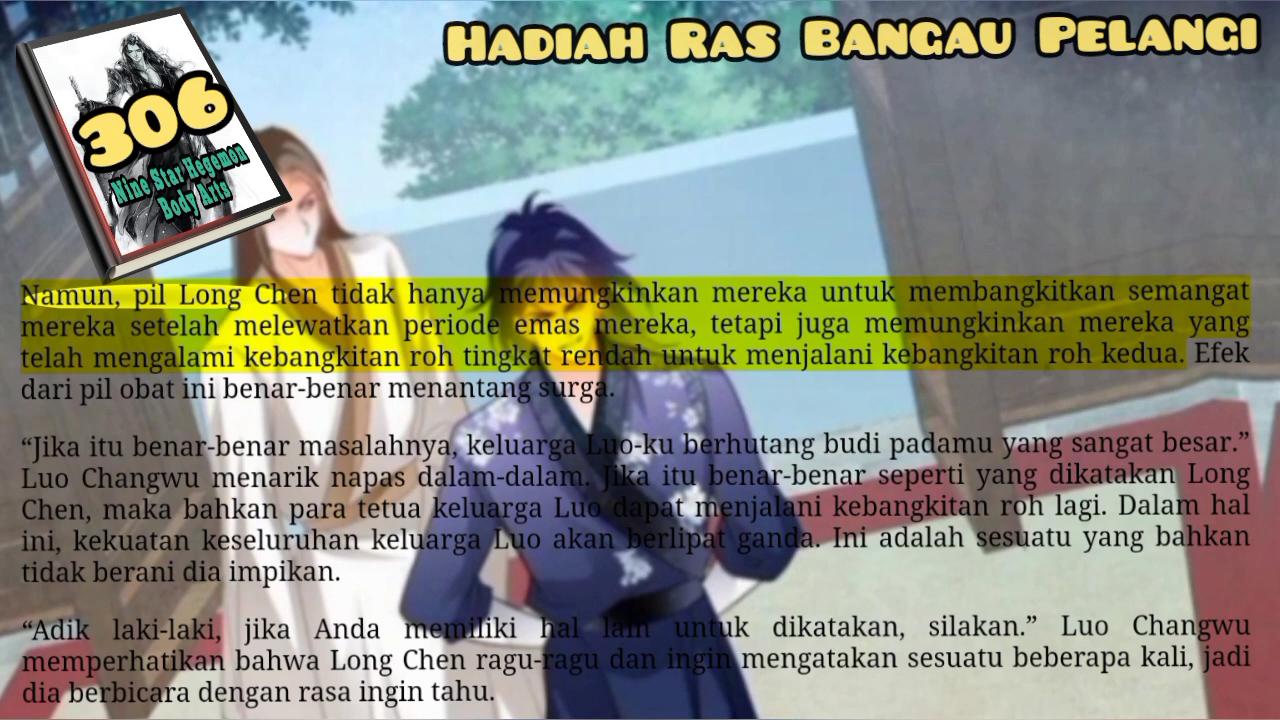 Hadiah Ras Bangau Pelangi
306
Nine Star Hegemon
Body Arts
Namun, pil Long Chen tidak hanya memungkinkan mereka untuk membangkitkan semangat
mereka setelah melewatkan periode emas mereka, tetapi juga memungkinkan mereka yang
telah mengalami kebangkitan roh tingkat rendah untuk menjalani kebangkitan roh kedua. Efek
dari pil obat ini benar-benar menantang surga.
“Jika itu benar-benar masalahnya, keluarga Luo-ku berhutang budi padamu yang sangat besar.”
Luo Changwu menarik napas dalam-dalam. Jika itu benar-benar seperti yang dikatakan Long
Chen, maka bahkan para tetua keluarga Luo dapat menjalani kebangkitan roh lagi. Dalam hal
ini, kekuatan keseluruhan keluarga Luo akan berlipat ganda. Ini adalah sesuatu yang bahkan
tidak berani dia impikan.
“Adik laki-laki, jika Anda memiliki hal lain untuk dikatakan, silakan.” Luo Changwu
memperhatikan bahwa Long Chen ragu-ragu dan ingin mengatakan sesuatu beberapa kali, jadi
dia berbicara dengan rasa ingin tahu.